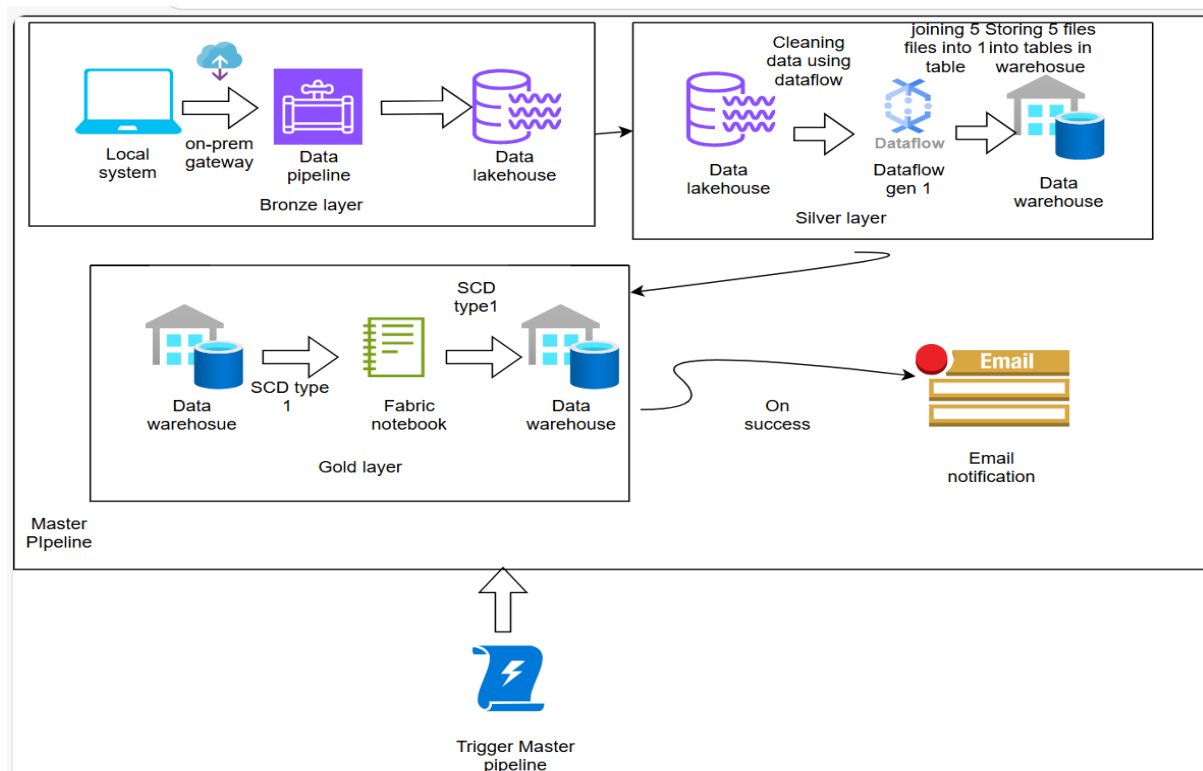 Local
system
on-prem
gateway
Data
pipeline
Data
lakehouse
Bronze layer
Cleaning
data using
dataflow
joining 5
files into 1
table
Storing 5 files
into tables in
warehosue
Data
lakehouse
Dataflow
Dataflow
gen 1
Data
warehouse
Silver layer
SCD
type1
Data
warehosue
SCD type
1
Fabric
notebook
Data
warehouse
Gold layer
On
success
Email
Email
notification
Master
PIpeline
Trigger Master
pipeline